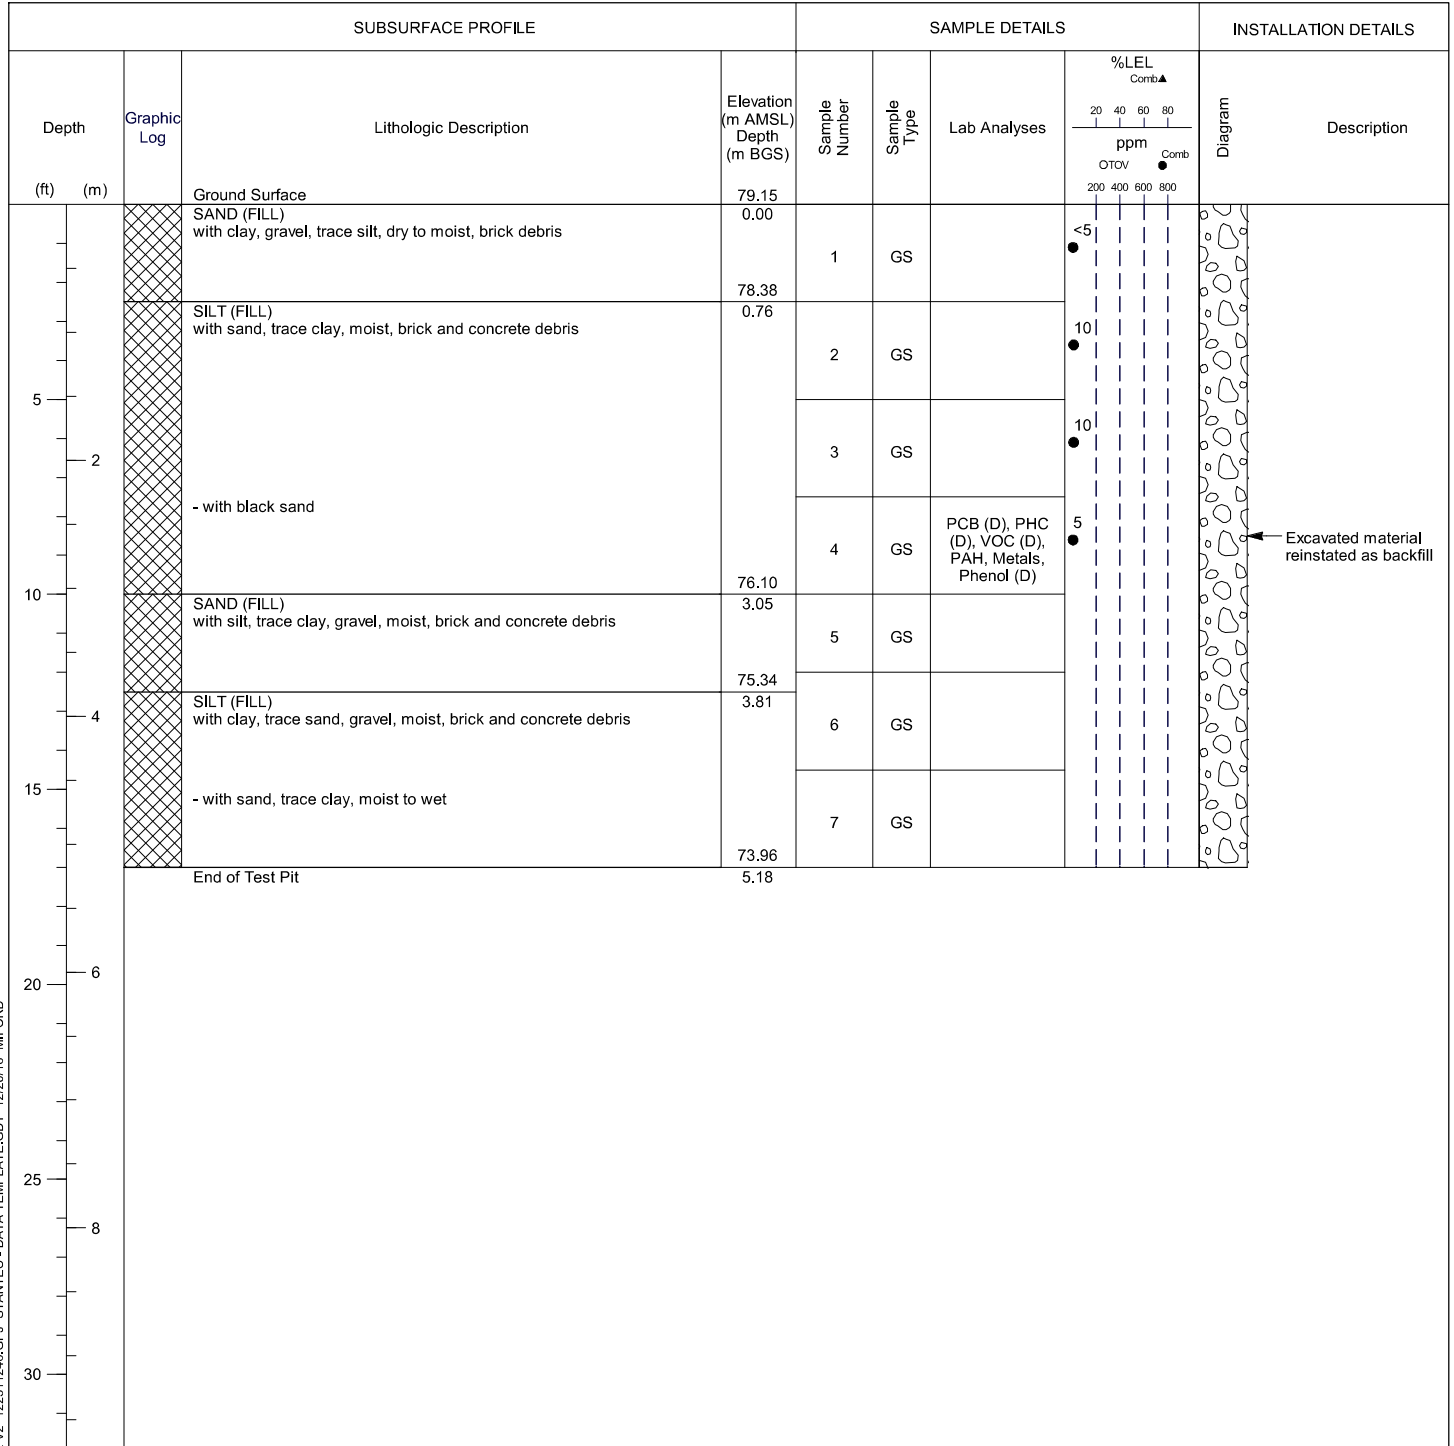 SUBSURFACE PROFILE
SAMPLE DETAILS
INSTALLATION DETAILS
Depth
(ft) (m)
Graphic
Log
Lithologic Description
Elevation
(m AMSL)
Depth
(m BGS)
Sample
Number
Sample
Type
Lab Analyses
%LEL
Comb▲
20 40 60 80
ppm
OTOV ● Comb
200 400 600 800
Diagram
Description
Ground Surface 79.15
SAND (FILL) 0.00
with clay, gravel, trace silt, dry to moist, brick debris
<5
1 GS
78.38
SILT (FILL) 0.76
with sand, trace clay, moist, brick and concrete debris
10
2 GS
5
10
3 GS
2
- with black sand
4 GS
PCB (D), PHC
(D), VOC (D),
PAH, Metals,
Phenol (D)
5
Excavated material
reinstated as backfill
76.10
10
SAND (FILL) 3.05
with silt, trace clay, gravel, moist, brick and concrete debris
5 GS
75.34
SILT (FILL) 3.81
4
with clay, trace sand, gravel, moist, brick and concrete debris
6 GS
15
- with sand, trace clay, moist to wet
7 GS
73.96
End of Test Pit 5.18
6
20
25
8
30